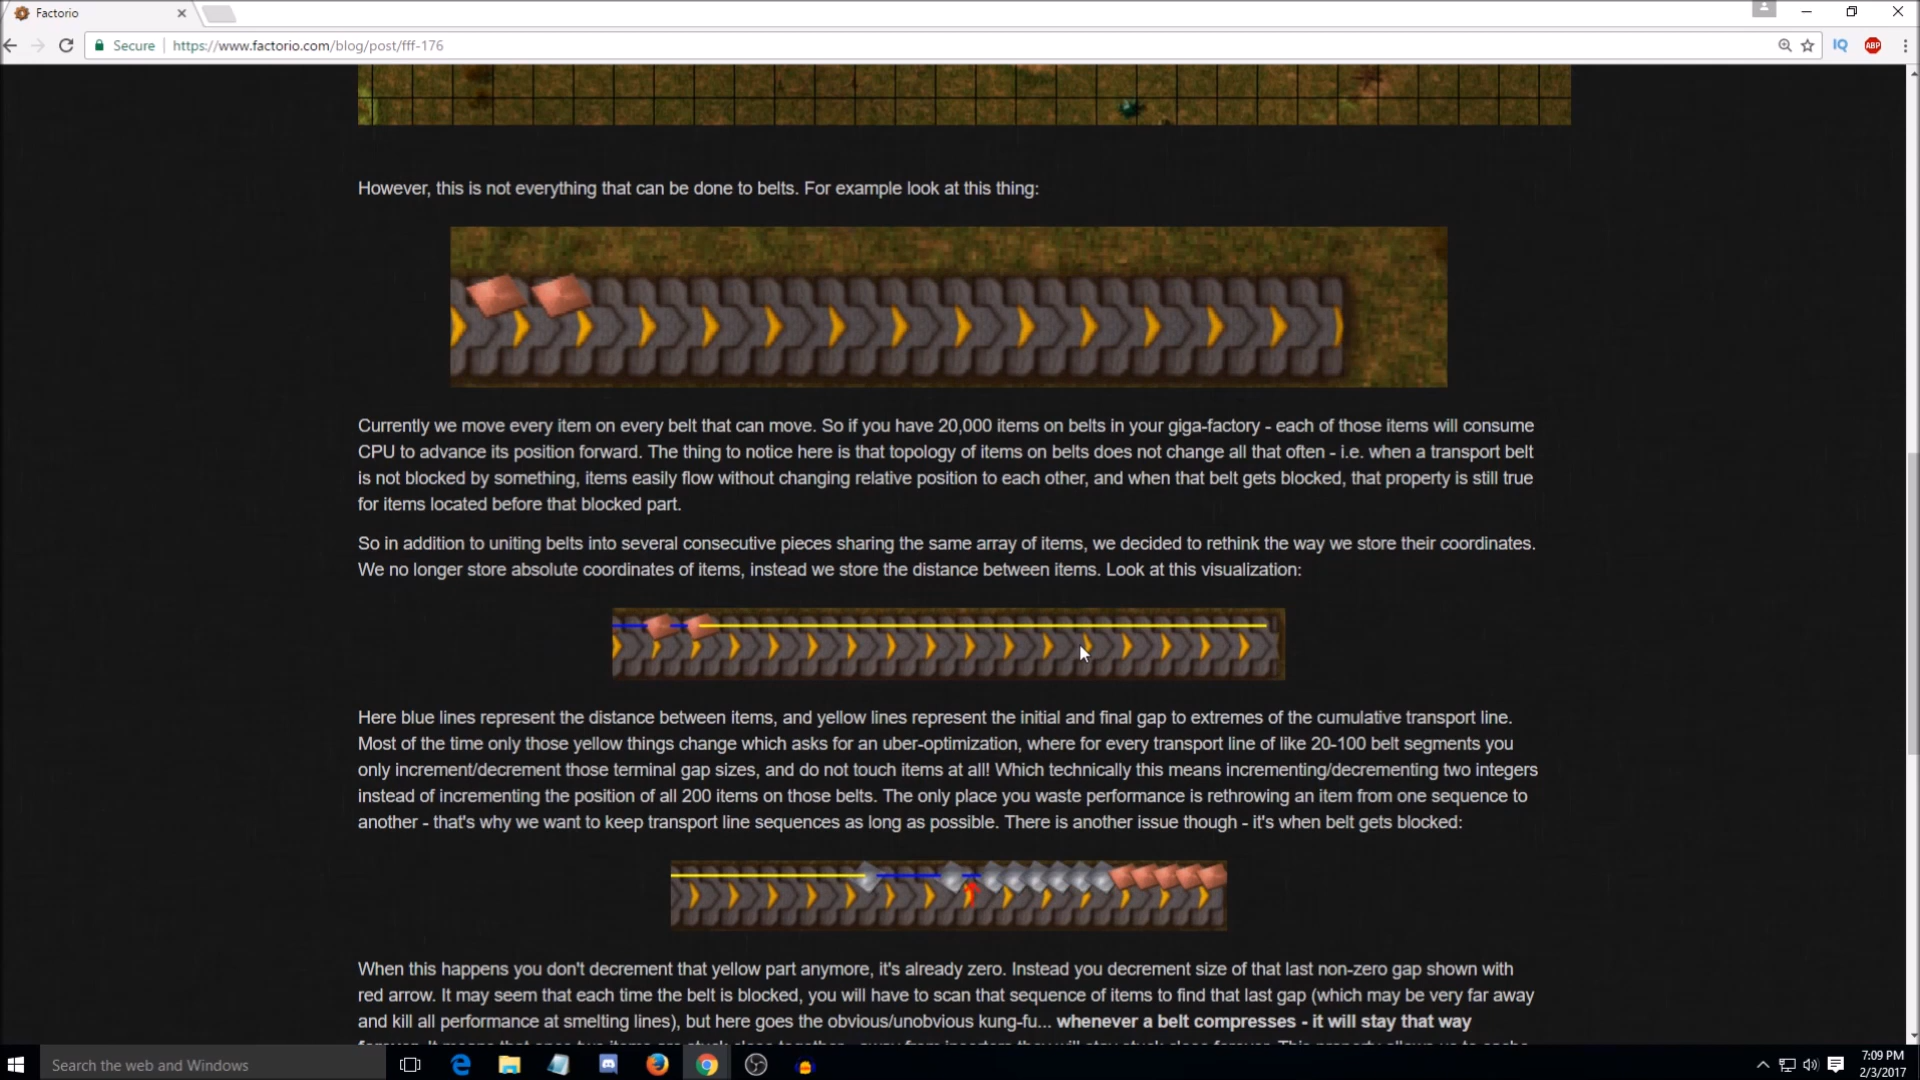 Factorio
Secure
https://www.factorio.com/blog/post/fff-176
IQ
ABP
However, this is not everything that can be done to belts. For example look at this thing:
Currently we move every item on every belt that can move. So if you have 20,000 items on belts in your giga-factory - each of those items will consume
CPU to advance its position forward. The thing to notice here is that topology of items on belts does not change all that often - i.e. when a transport belt
is not blocked by something, items easily flow without changing relative position to each other, and when that belt gets blocked, that property is still true
for items located before that blocked part.
So in addition to uniting belts into several consecutive pieces sharing the same array of items, we decided to rethink the way we store their coordinates.
We no longer store absolute coordinates of items, instead we store the distance between items. Look at this visualization:
Here blue lines represent the distance between items, and yellow lines represent the initial and final gap to extremes of the cumulative transport line.
Most of the time only those yellow things change which asks for an uber-optimization, where for every transport line of like 20-100 belt segments you
only increment/decrement those terminal gap sizes, and do not touch items at all! Which technically this means incrementing/decrementing two integers
instead of incrementing the position of all 200 items on those belts. The only place you waste performance is rethrowing an item from one sequence to
another - that's why we want to keep transport line sequences as long as possible. There is another issue though - it's when belt gets blocked:
When this happens you don't decrement that yellow part anymore, it's already zero. Instead you decrement size of that last non-zero gap shown with
red arrow. It may seem that each time the belt is blocked, you will have to scan that sequence of items to find that last gap (which may be very far away
and kill all performance at smelting lines), but here goes the obvious/unobvious kung-fu... whenever a belt compresses - it will stay that way
Search the web and Windows
7:09 PM
2/3/2017